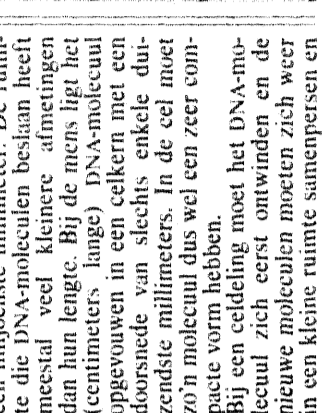 een miljoenste millimeter. De ruim-
te die DNA-moleculen beslaan heeft
meestal veel kleinere afmetingen
dan hun lengte. Bij de mens ligt het
(centimeters lange) DNA-molecuul
opgevouwen in een celkern met een
doorsnede van slechts enkele dui-
zendste millimeters. In de cel moet
zo'n molecuul dus wel een zeer com-
pacte vorm hebben.
Bij een celdeling moet het DNA-mo-
lecuul zich eerst ontwinden en de
nieuwe moleculen moeten zich weer
in een kleine ruimte samenpersen en